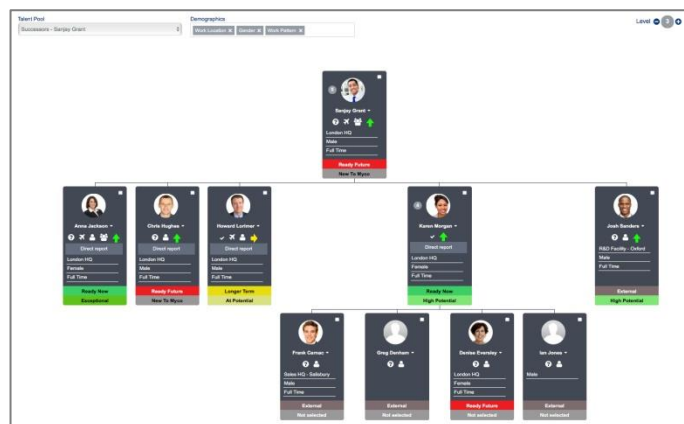 Talent Pool
Successors - Sanjay Grant
Demographics
Work Location x Gender x Work Pattern x
Level 3
5
Sanjay Grant
London HQ
Male
Full Time
Ready Future
New To Myco
Anna Jackson
Direct report
London HQ
Female
Full Time
Ready Now
Exceptional
Chris Hughes
Direct report
London HQ
Male
Full Time
Ready Future
New To Myco
Howard Lorimer
Direct report
London HQ
Male
Full Time
Longer Term
At Potential
4
Karen Morgan
Direct report
London HQ
Female
Full Time
Ready Now
High Potential
Josh Sanders
R&D Facility - Oxford
Male
Full Time
External
High Potential
Frank Carnac
Sales HQ - Salisbury
Male
Full Time
External
Not selected
Greg Denham
External
Not selected
Denise Eversley
London HQ
Female
Full Time
Ready Future
Not selected
Ian Jones
Male
External
Not selected